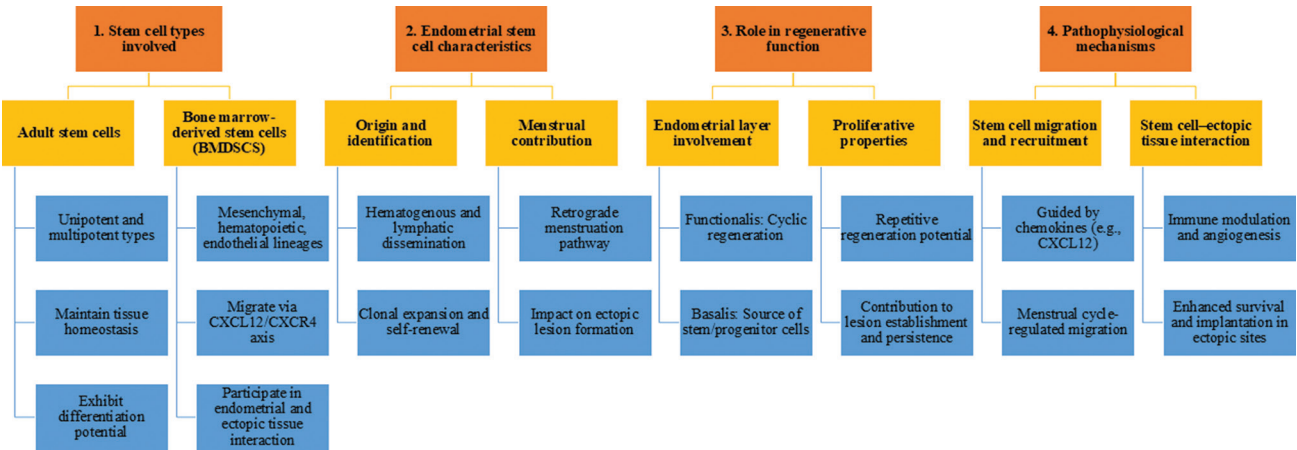 1. Stem cell types
involved
Adult stem cells
Unipotent and
multipotent types
Maintain tissue
homeostasis
Exhibit
differentiation
potential
Bone marrow-
derived stem cells
(BMDSCS)
Mesenchymal,
hematopoietic,
endothelial lineages
Migrate via
CXCL12/CXCR4
axis
Participate in
endometrial and
ectopic tissue
interaction
2. Endometrial stem
cell characteristics
Origin and
identification
Hematogenous and
lymphatic
dissemination
Clonal expansion and
self-renewal
Menstrual
contribution
Retrograde
menstruation
pathway
Impact on ectopic
lesion formation
3. Role in regenerative
function
Endometrial layer
involvement
Functionalis: Cyclic
regeneration
Basalis: Source of
stem/progenitor cells
Proliferative
properties
Repetitive
regeneration potential
Contribution to
lesion establishment
and persistence
4. Pathophysiological
mechanisms
Stem cell migration
and recruitment
Guided by
chemokines (e.g.,
CXCL12)
Menstrual cycle-
regulated migration
Stem cell–ectopic
tissue interaction
Immune modulation
and angiogenesis
Enhanced survival
and implantation in
ectopic sites